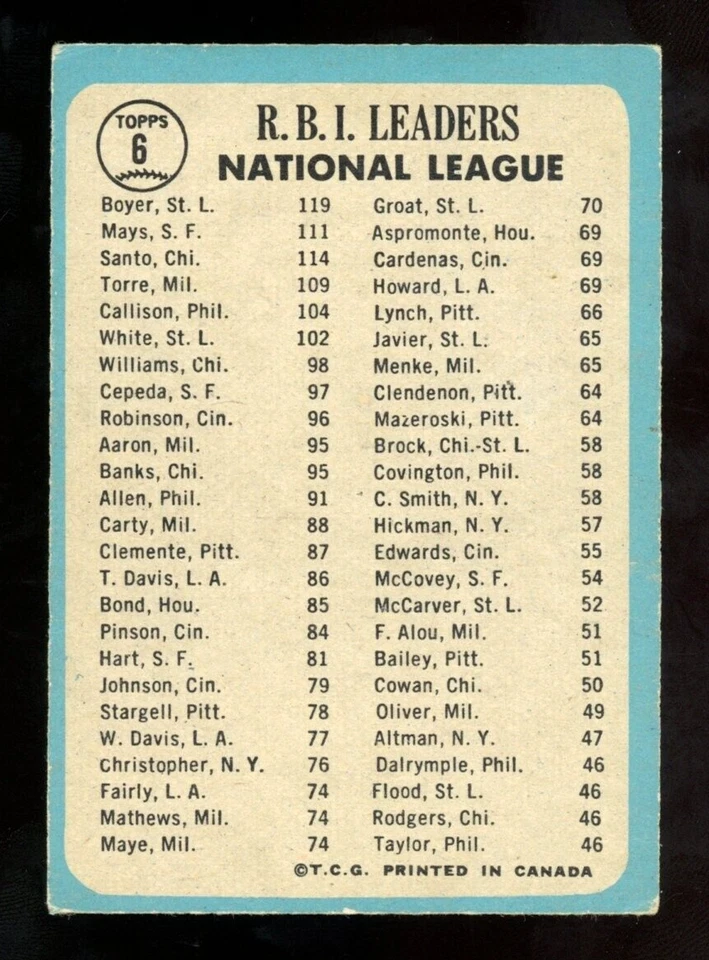 TOPPS
6
R. B. I. LEADERS
NATIONAL LEAGUE
Boyer, St. L. 119
Mays, S. F. 111
Santo, Chi. 114
Torre, Mil. 109
Callison, Phil. 104
White, St. L. 102
Williams, Chi. 98
Cepeda, S. F. 97
Robinson, Cin. 96
Aaron, Mil. 95
Banks, Chi. 95
Allen, Phil. 91
Carty, Mil. 88
Clemente, Pitt. 87
T. Davis, L. A. 86
Bond, Hou. 85
Pinson, Cin. 84
Hart, S. F. 81
Johnson, Cin. 79
Stargell, Pitt. 78
W. Davis, L. A. 77
Christopher, N. Y. 76
Fairly, L. A. 74
Mathews, Mil. 74
Maye, Mil. 74
Groat, St. L. 70
Aspromonte, Hou. 69
Cardenas, Cin. 69
Howard, L. A. 69
Lynch, Pitt. 66
Javier, St. L. 65
Menke, Mil. 65
Clendenon, Pitt. 64
Mazeroski, Pitt. 64
Brock, Chi.-St. L. 58
Covington, Phil. 58
C. Smith, N. Y. 58
Hickman, N. Y. 57
Edwards, Cin. 55
McCovey, S. F. 54
McCarver, St. L. 52
F. Alou, Mil. 51
Bailey, Pitt. 51
Cowan, Chi. 50
Oliver, Mil. 49
Altman, N. Y. 47
Dalrymple, Phil. 46
Flood, St. L. 46
Rodgers, Chi. 46
Taylor, Phil. 46
©T.C.G. PRINTED IN CANADA